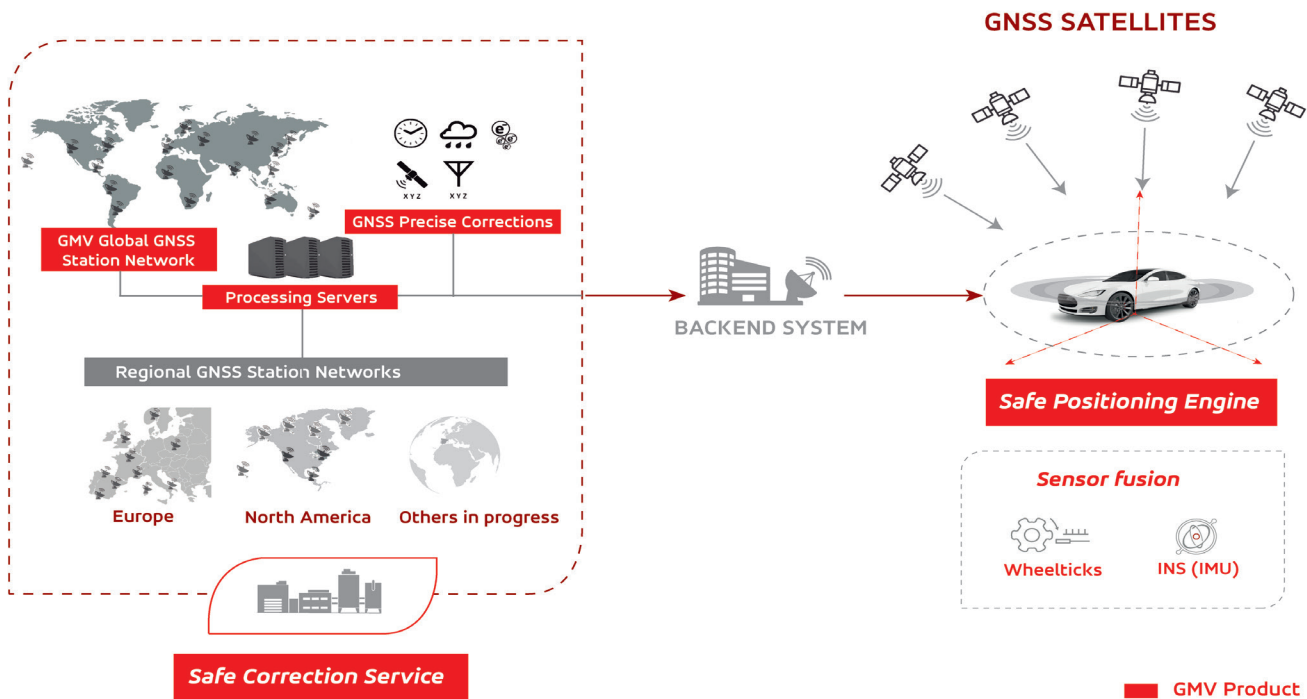 GNSS SATELLITES
X Y Z
X Y Z
e
e
e
e
GNSS Precise Corrections
GMV Global GNSS
Station Network
Processing Servers
BACKEND SYSTEM
Regional GNSS Station Networks
Safe Positioning Engine
Sensor fusion
Europe
North America
Others in progress
Wheelticks
INS (IMU)
Safe Correction Service
GMV Product